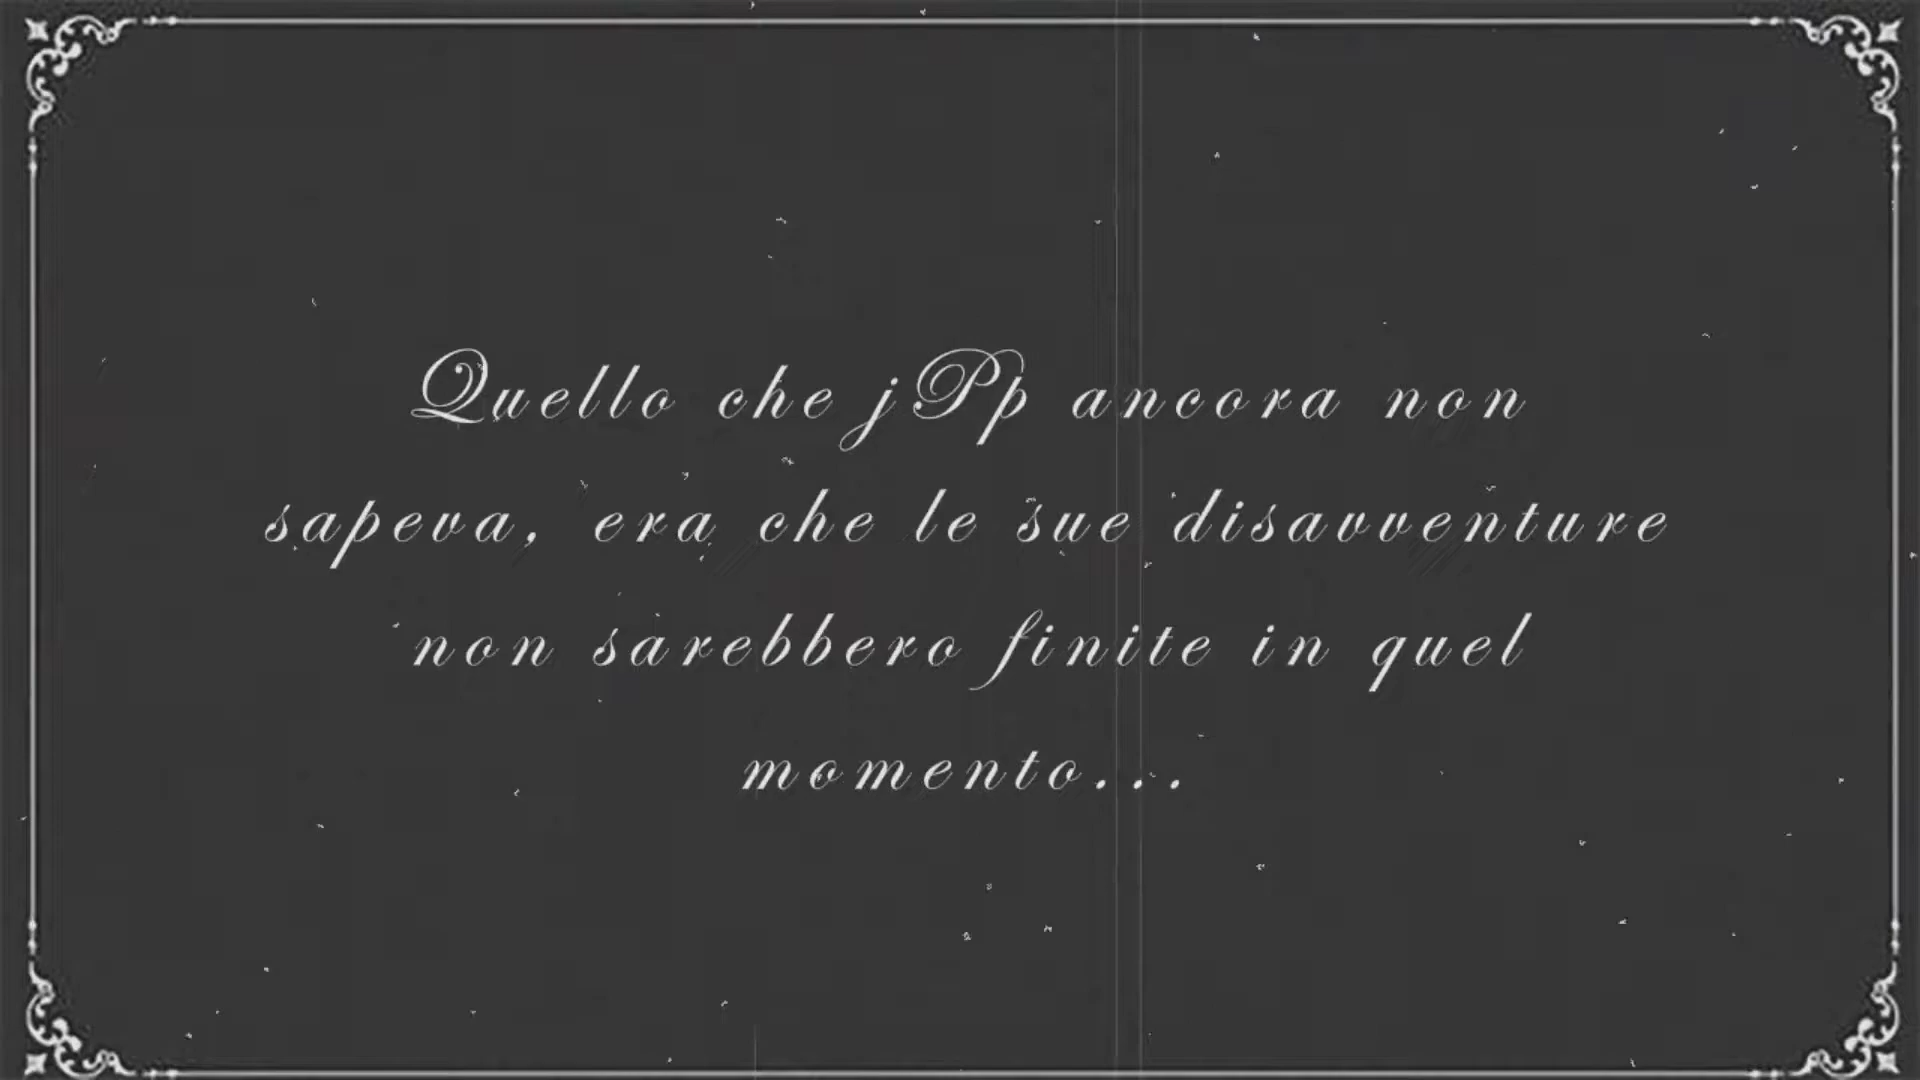 Quello che jPp ancora non
sapeva, era che le sue disavventure
non sarebbero finite in quel
momento...